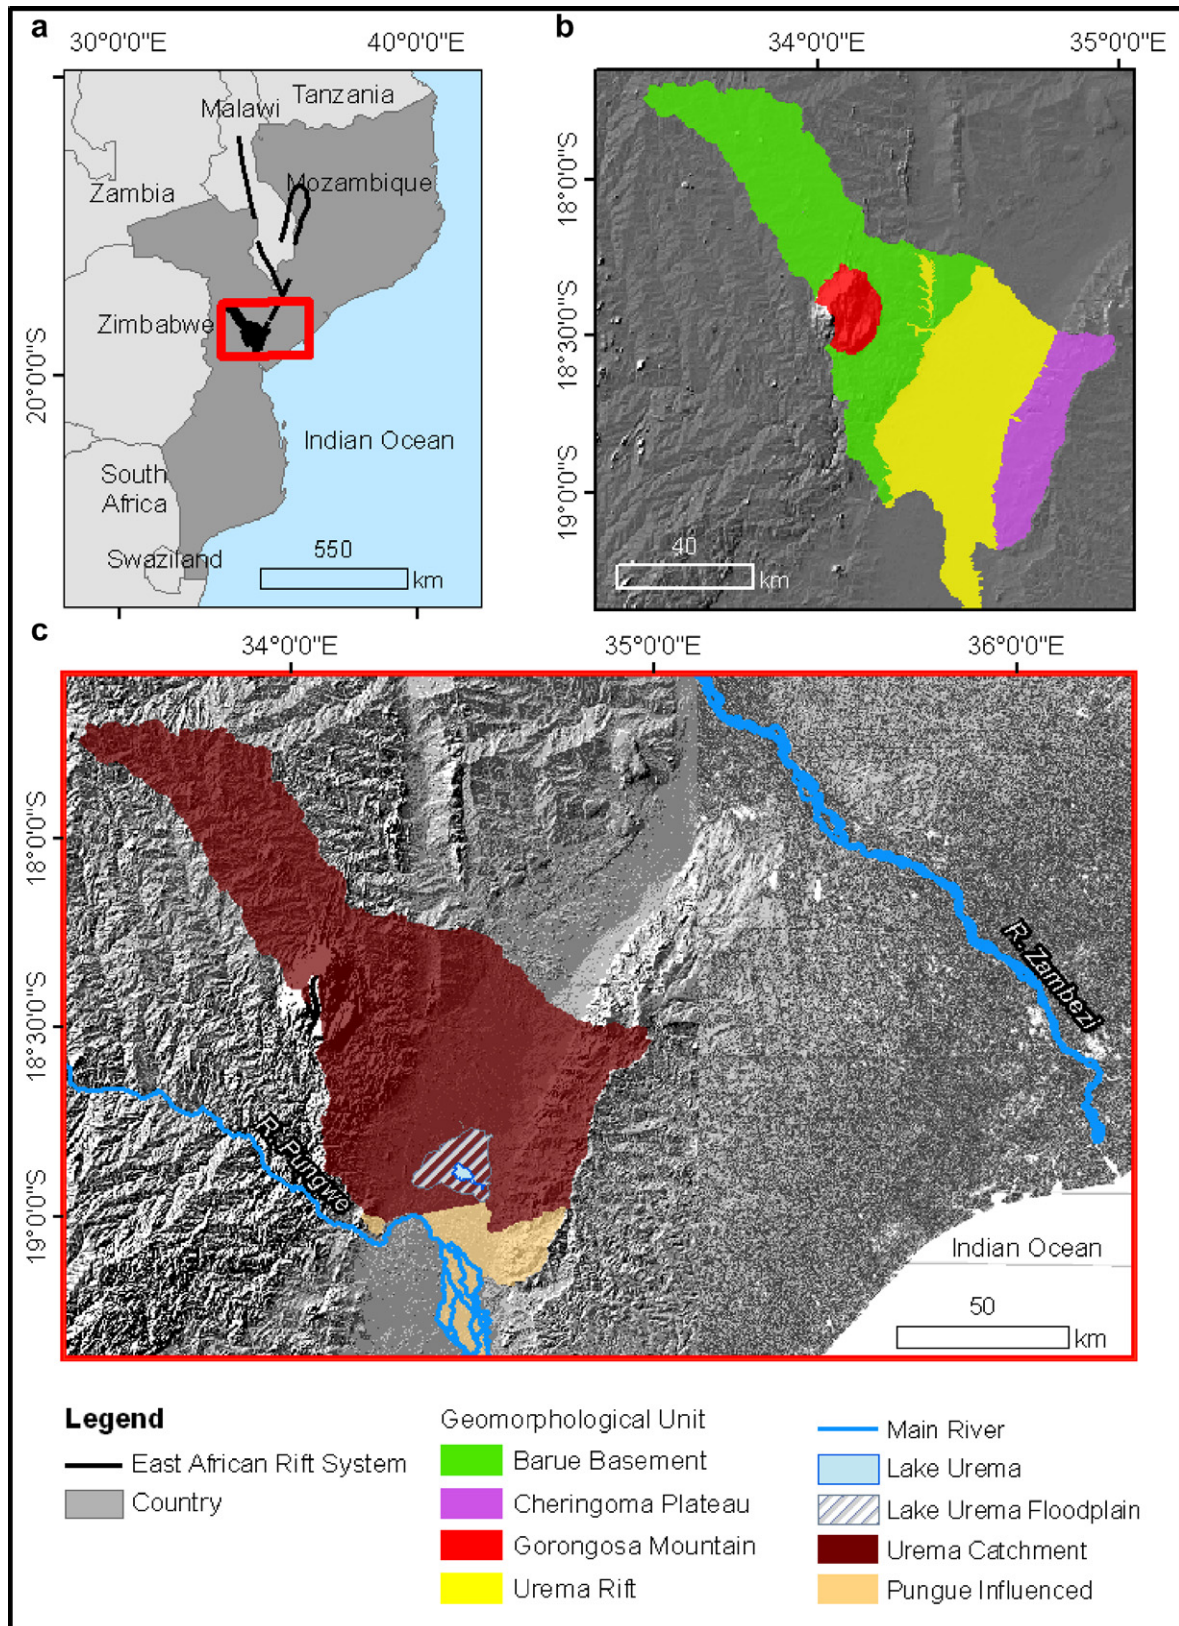 a
30°0'0"E
40°0'0"E
Tanzania
Malawi
Mozambique
Zambia
Zimbabwe
20°0'0"S
Indian Ocean
South
Africa
Swaziland
550
km
b
34°0'0"E
35°0'0"E
18°0'0"S
18°30'0"S
19°0'0"S
40
km
c
34°0'0"E
35°0'0"E
36°0'0"E
18°0'0"S
18°30'0"S
19°0'0"S
R. Zambezi
R. Pungwe
Indian Ocean
50
km
Legend
East African Rift System
Country
Geomorphological Unit
Barue Basement
Cheringoma Plateau
Gorongosa Mountain
Urema Rift
Main River
Lake Urema
Lake Urema Floodplain
Urema Catchment
Pungue Influenced